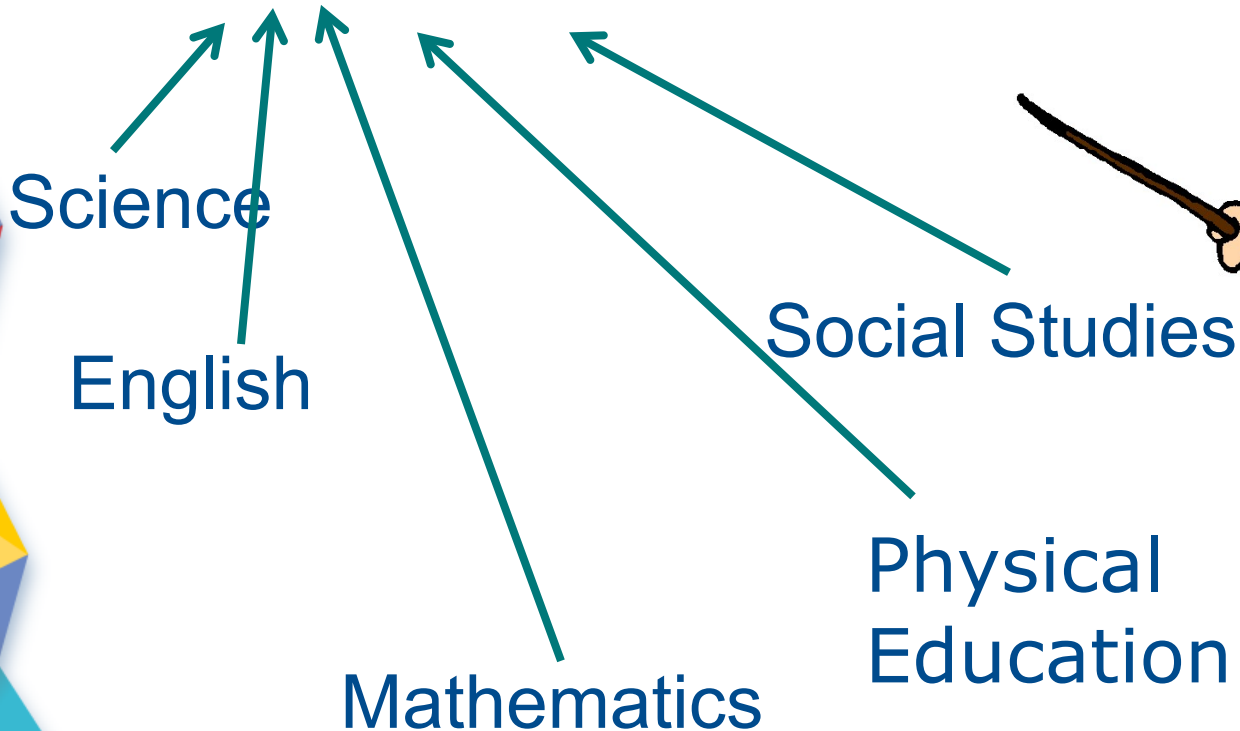 Science
Social Studies
English
Physical
Education
Mathematics